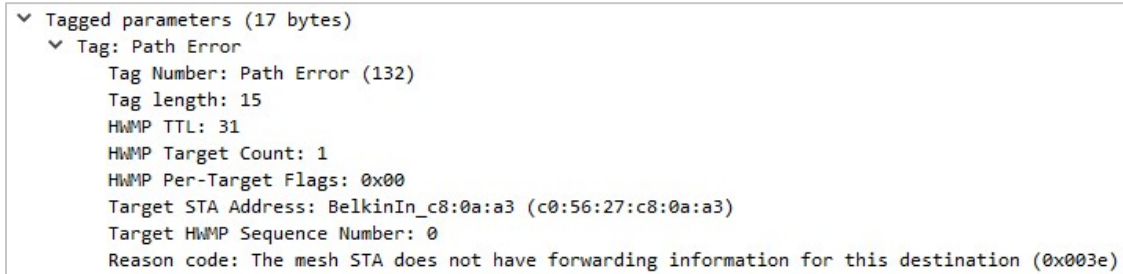 Tagged parameters (17 bytes)
Tag: Path Error
Tag Number: Path Error (132)
Tag length: 15
HWMP TTL: 31
HWMP Target Count: 1
HWMP Per-Target Flags: 0x00
Target STA Address: BelkinIn_c8:0a:a3 (c0:56:27:c8:0a:a3)
Target HWMP Sequence Number: 0
Reason code: The mesh STA does not have forwarding information for this destination (0x003e)